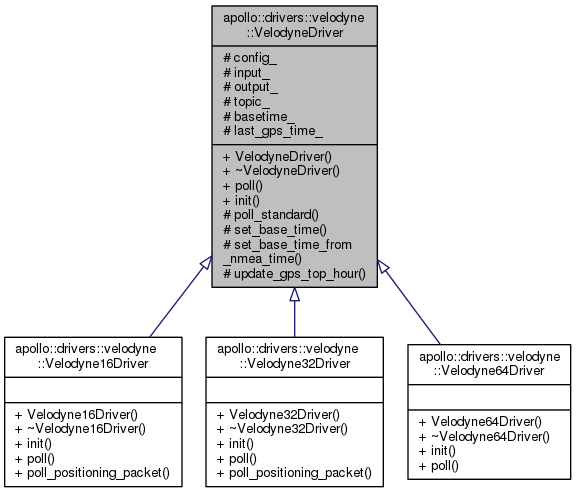 apollo::drivers::velodyne
::VelodyneDriver
# config_
# input_
# output_
# topic_
# basetime_
# last_gps_time_
+ VelodyneDriver()
+ ~VelodyneDriver()
+ poll()
+ init()
# poll_standard()
# set_base_time()
# set_base_time_from
_nmea_time()
# update_gps_top_hour()
apollo::drivers::velodyne
::Velodyne16Driver
+ Velodyne16Driver()
+ ~Velodyne16Driver()
+ init()
+ poll()
+ poll_positioning_packet()
apollo::drivers::velodyne
::Velodyne32Driver
+ Velodyne32Driver()
+ ~Velodyne32Driver()
+ init()
+ poll()
+ poll_positioning_packet()
apollo::drivers::velodyne
::Velodyne64Driver
+ Velodyne64Driver()
+ ~Velodyne64Driver()
+ init()
+ poll()